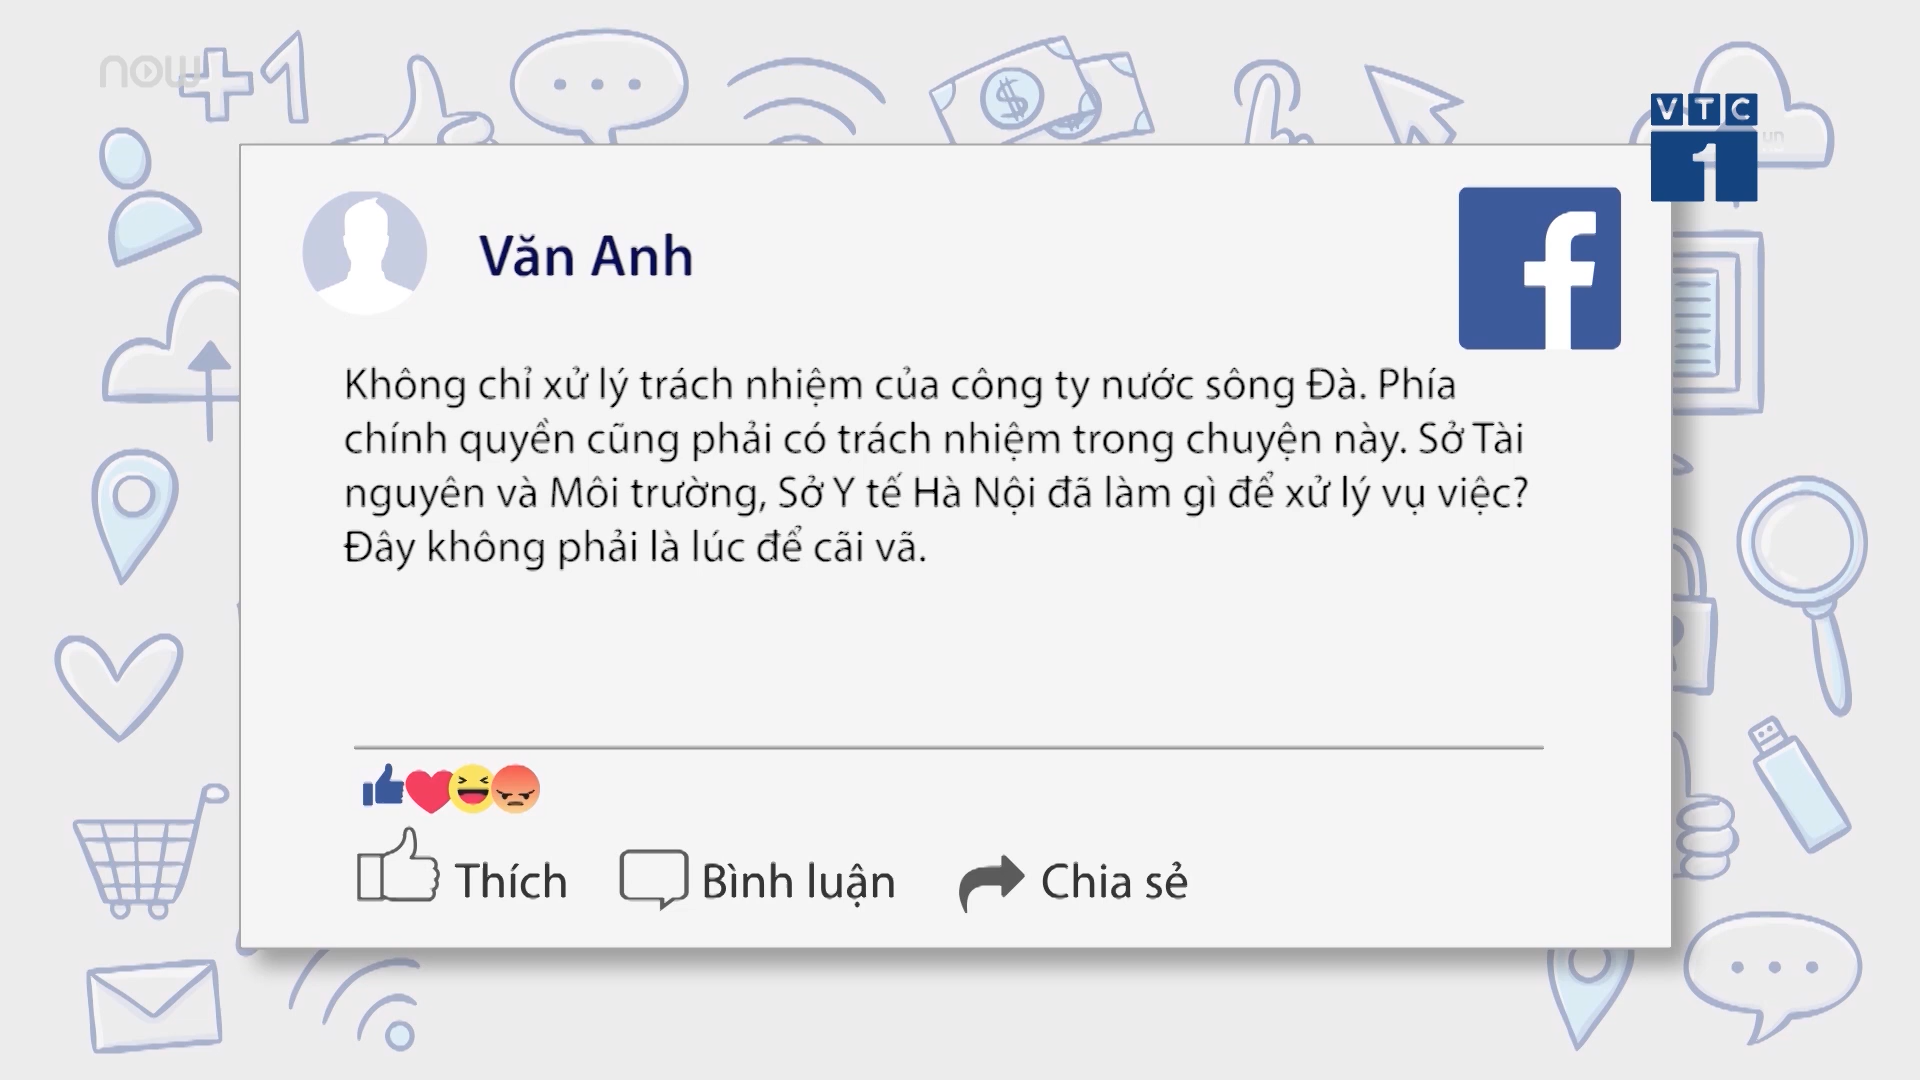 now
+1
VTC
1
Văn Anh
Không chỉ xử lý trách nhiệm của công ty nước sông Đà. Phía
chính quyền cũng phải có trách nhiệm trong chuyện này. Sở Tài
nguyên và Môi trường, Sở Y tế Hà Nội đã làm gì để xử lý vụ việc?
Đây không phải là lúc để cãi vã.
Thích
Bình luận
Chia sẻ